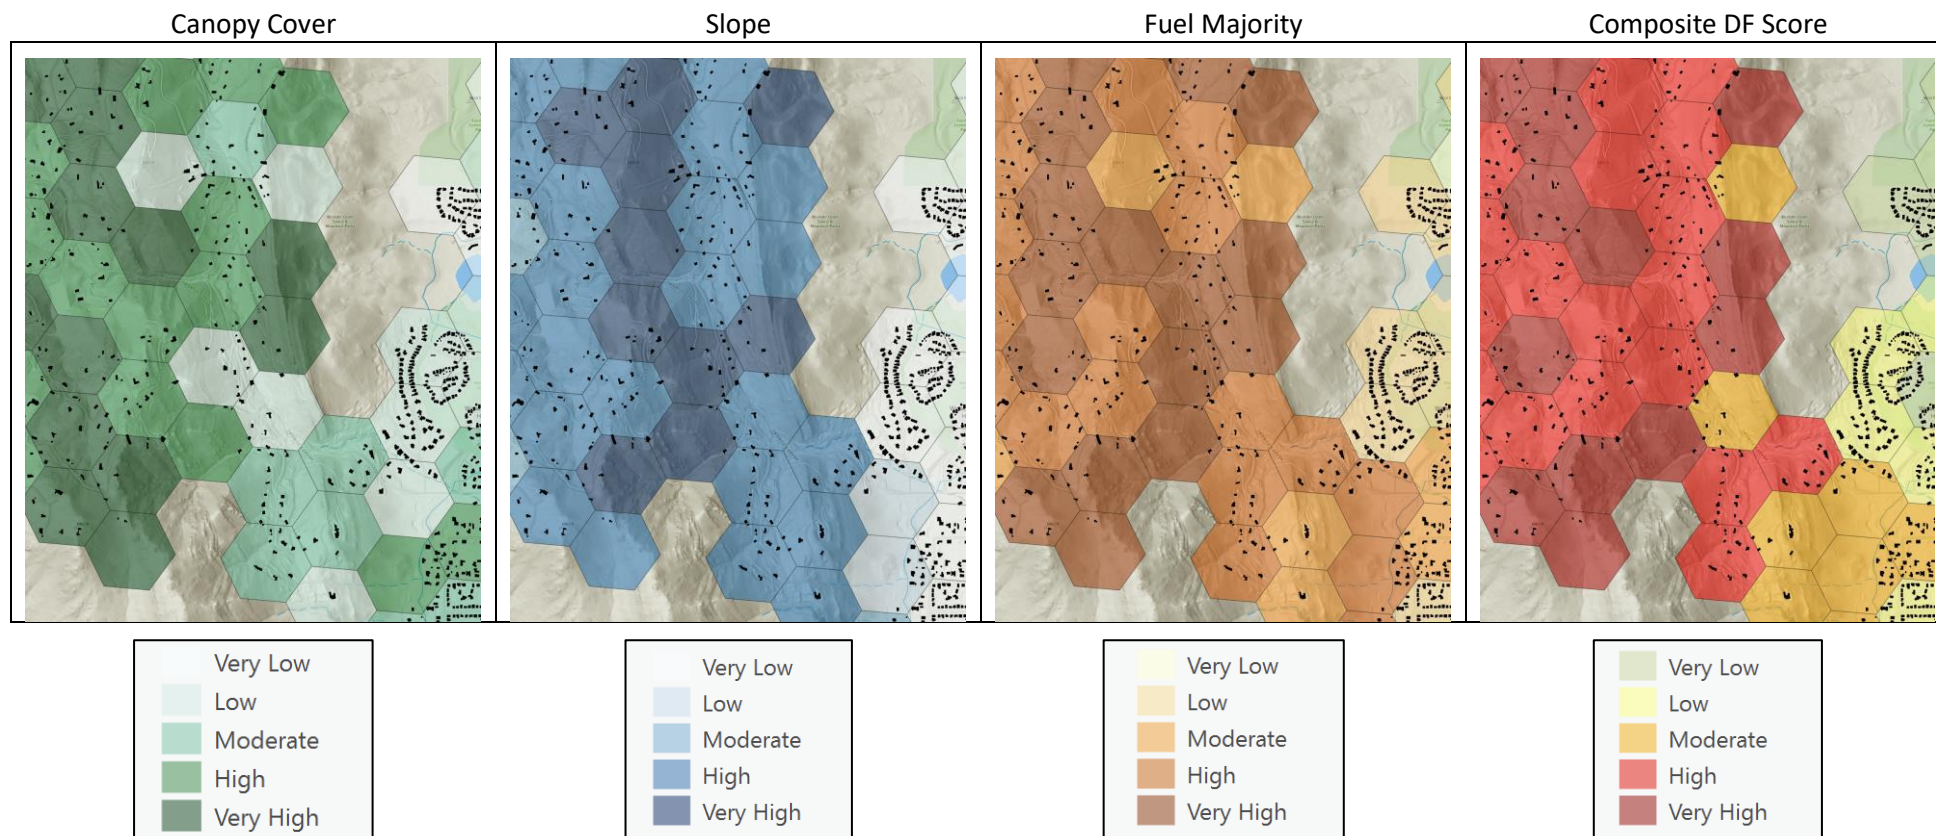 Canopy Cover
Slope
Fuel Majority
Composite DF Score
Very Low
Low
Moderate
High
Very High
Very Low
Low
Moderate
High
Very High
Very Low
Low
Moderate
High
Very High
Very Low
Low
Moderate
High
Very High